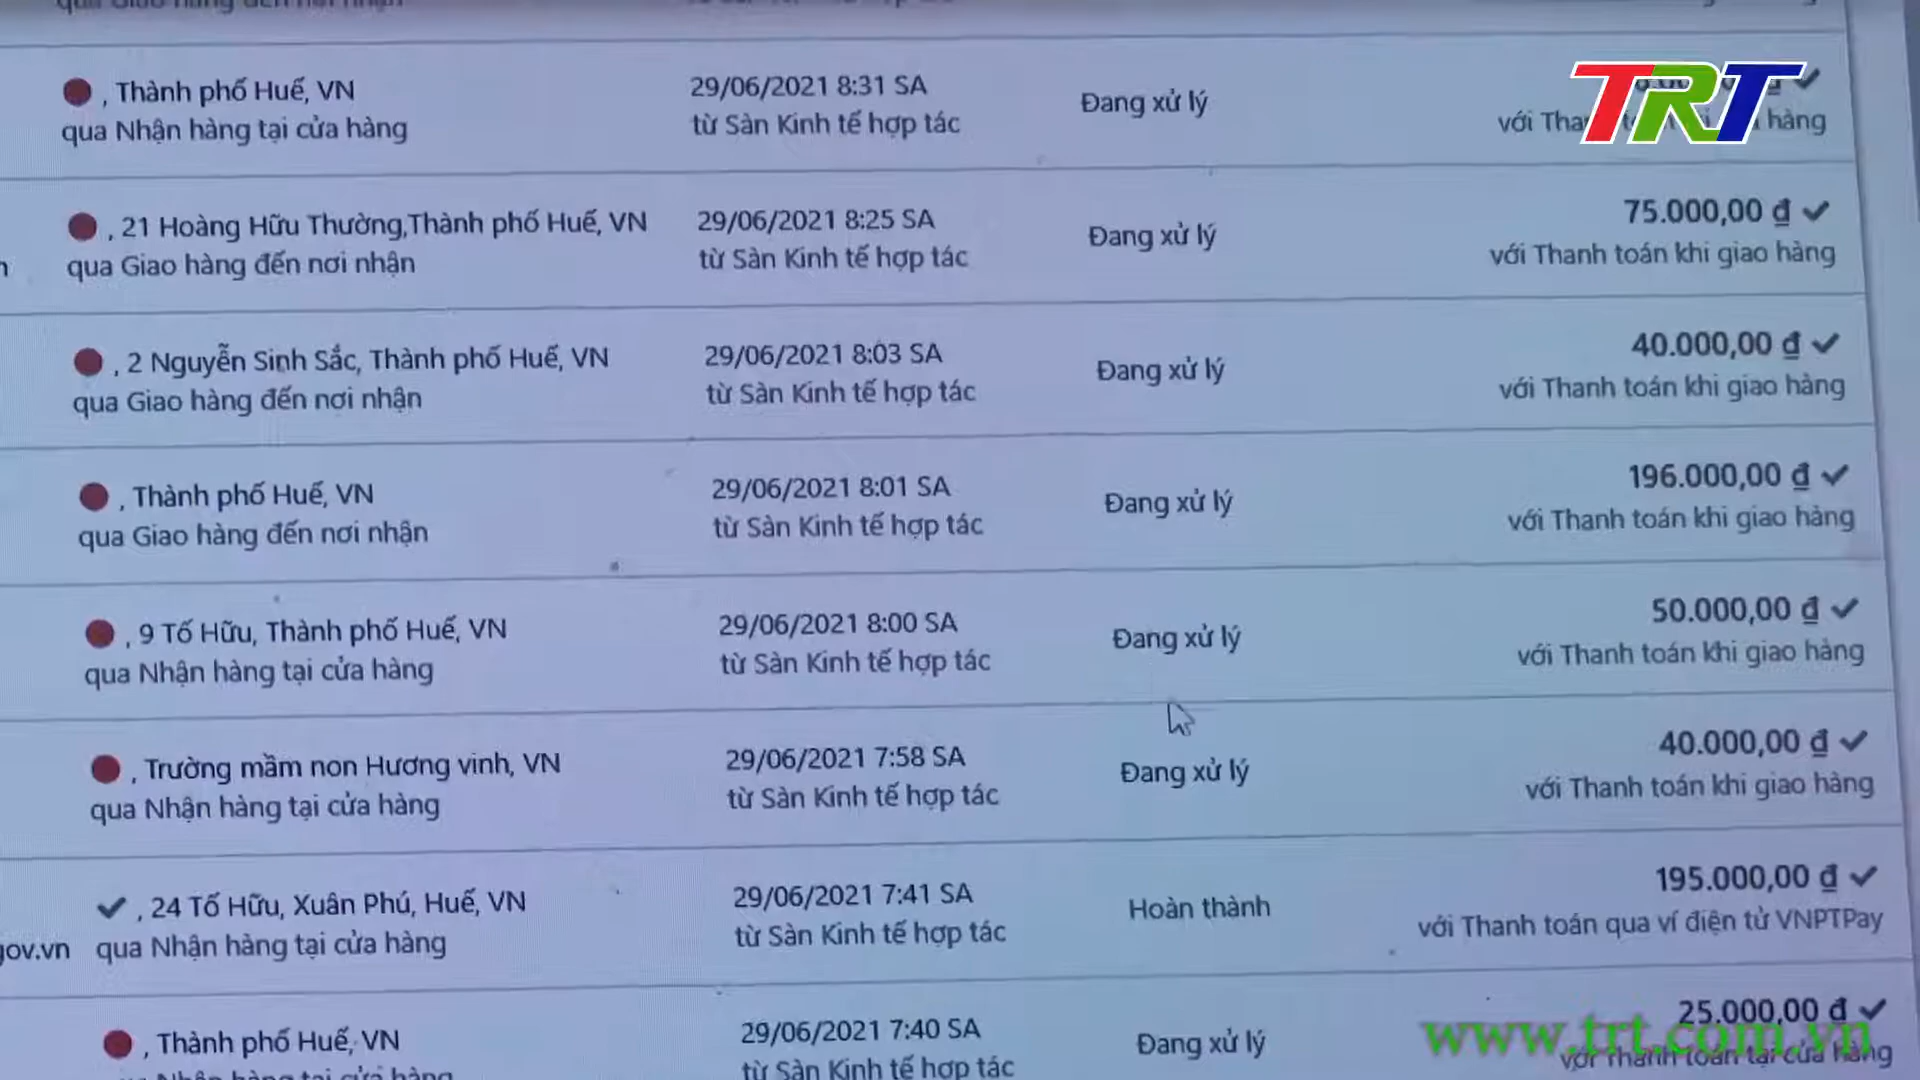 , Thành phố Huế, VN
qua Nhận hàng tại cửa hàng
29/06/2021 8:31 SA
từ Sàn Kinh tế hợp tác
Đang xử lý
với hàng
TRT
, 21 Hoàng Hữu Thường,Thành phố Huế, VN
qua Giao hàng đến nơi nhận
29/06/2021 8:25 SA
từ Sàn Kinh tế hợp tác
Đang xử lý
75.000,00 ₫
với Thanh toán khi giao hàng
, 2 Nguyễn Sinh Sắc, Thành phố Huế, VN
qua Giao hàng đến nơi nhận
29/06/2021 8:03 SA
từ Sàn Kinh tế hợp tác
Đang xử lý
40.000,00 ₫
với Thanh toán khi giao hàng
, Thành phố Huế, VN
qua Giao hàng đến nơi nhận
29/06/2021 8:01 SA
từ Sàn Kinh tế hợp tác
Đang xử lý
196.000,00 ₫
với Thanh toán khi giao hàng
, 9 Tố Hữu, Thành phố Huế, VN
qua Nhận hàng tại cửa hàng
29/06/2021 8:00 SA
từ Sàn Kinh tế hợp tác
Đang xử lý
50.000,00 ₫
với Thanh toán khi giao hàng
, Trường mầm non Hương vinh, VN
qua Nhận hàng tại cửa hàng
29/06/2021 7:58 SA
từ Sàn Kinh tế hợp tác
Đang xử lý
40.000,00 ₫
với Thanh toán khi giao hàng
, 24 Tố Hữu, Xuân Phú, Huế, VN
gov.vn qua Nhận hàng tại cửa hàng
29/06/2021 7:41 SA
từ Sàn Kinh tế hợp tác
Hoàn thành
195.000,00 ₫
với Thanh toán qua ví điện tử VNPTPay
, Thành phố Huế, VN
qua Nhận hàng tại cửa hàng
29/06/2021 7:40 SA
từ Sàn Kinh tế hợp tác
Đang xử lý
25.000,00 ₫
với Thanh toán tại cửa hàng
www.trt.com.vn